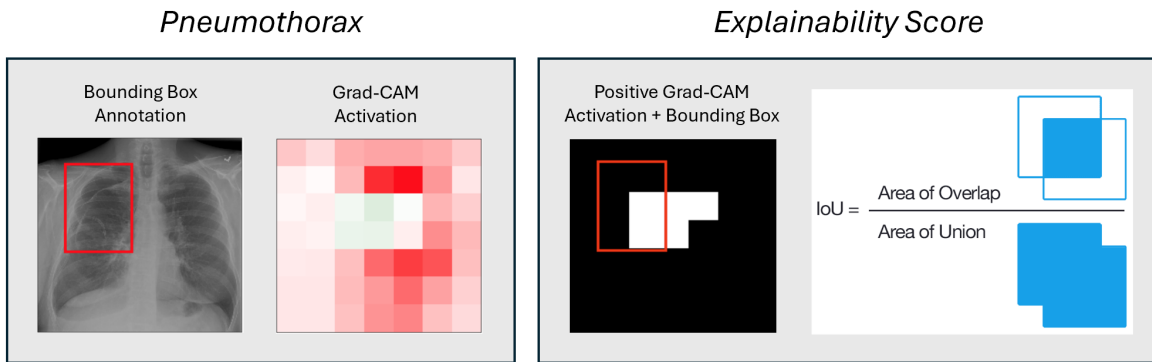 Pneumothorax
Explainability Score
Bounding Box
Annotation
Grad-CAM
Activation
Positive Grad-CAM
Activation + Bounding Box
IoU =
Area of Overlap
Area of Union